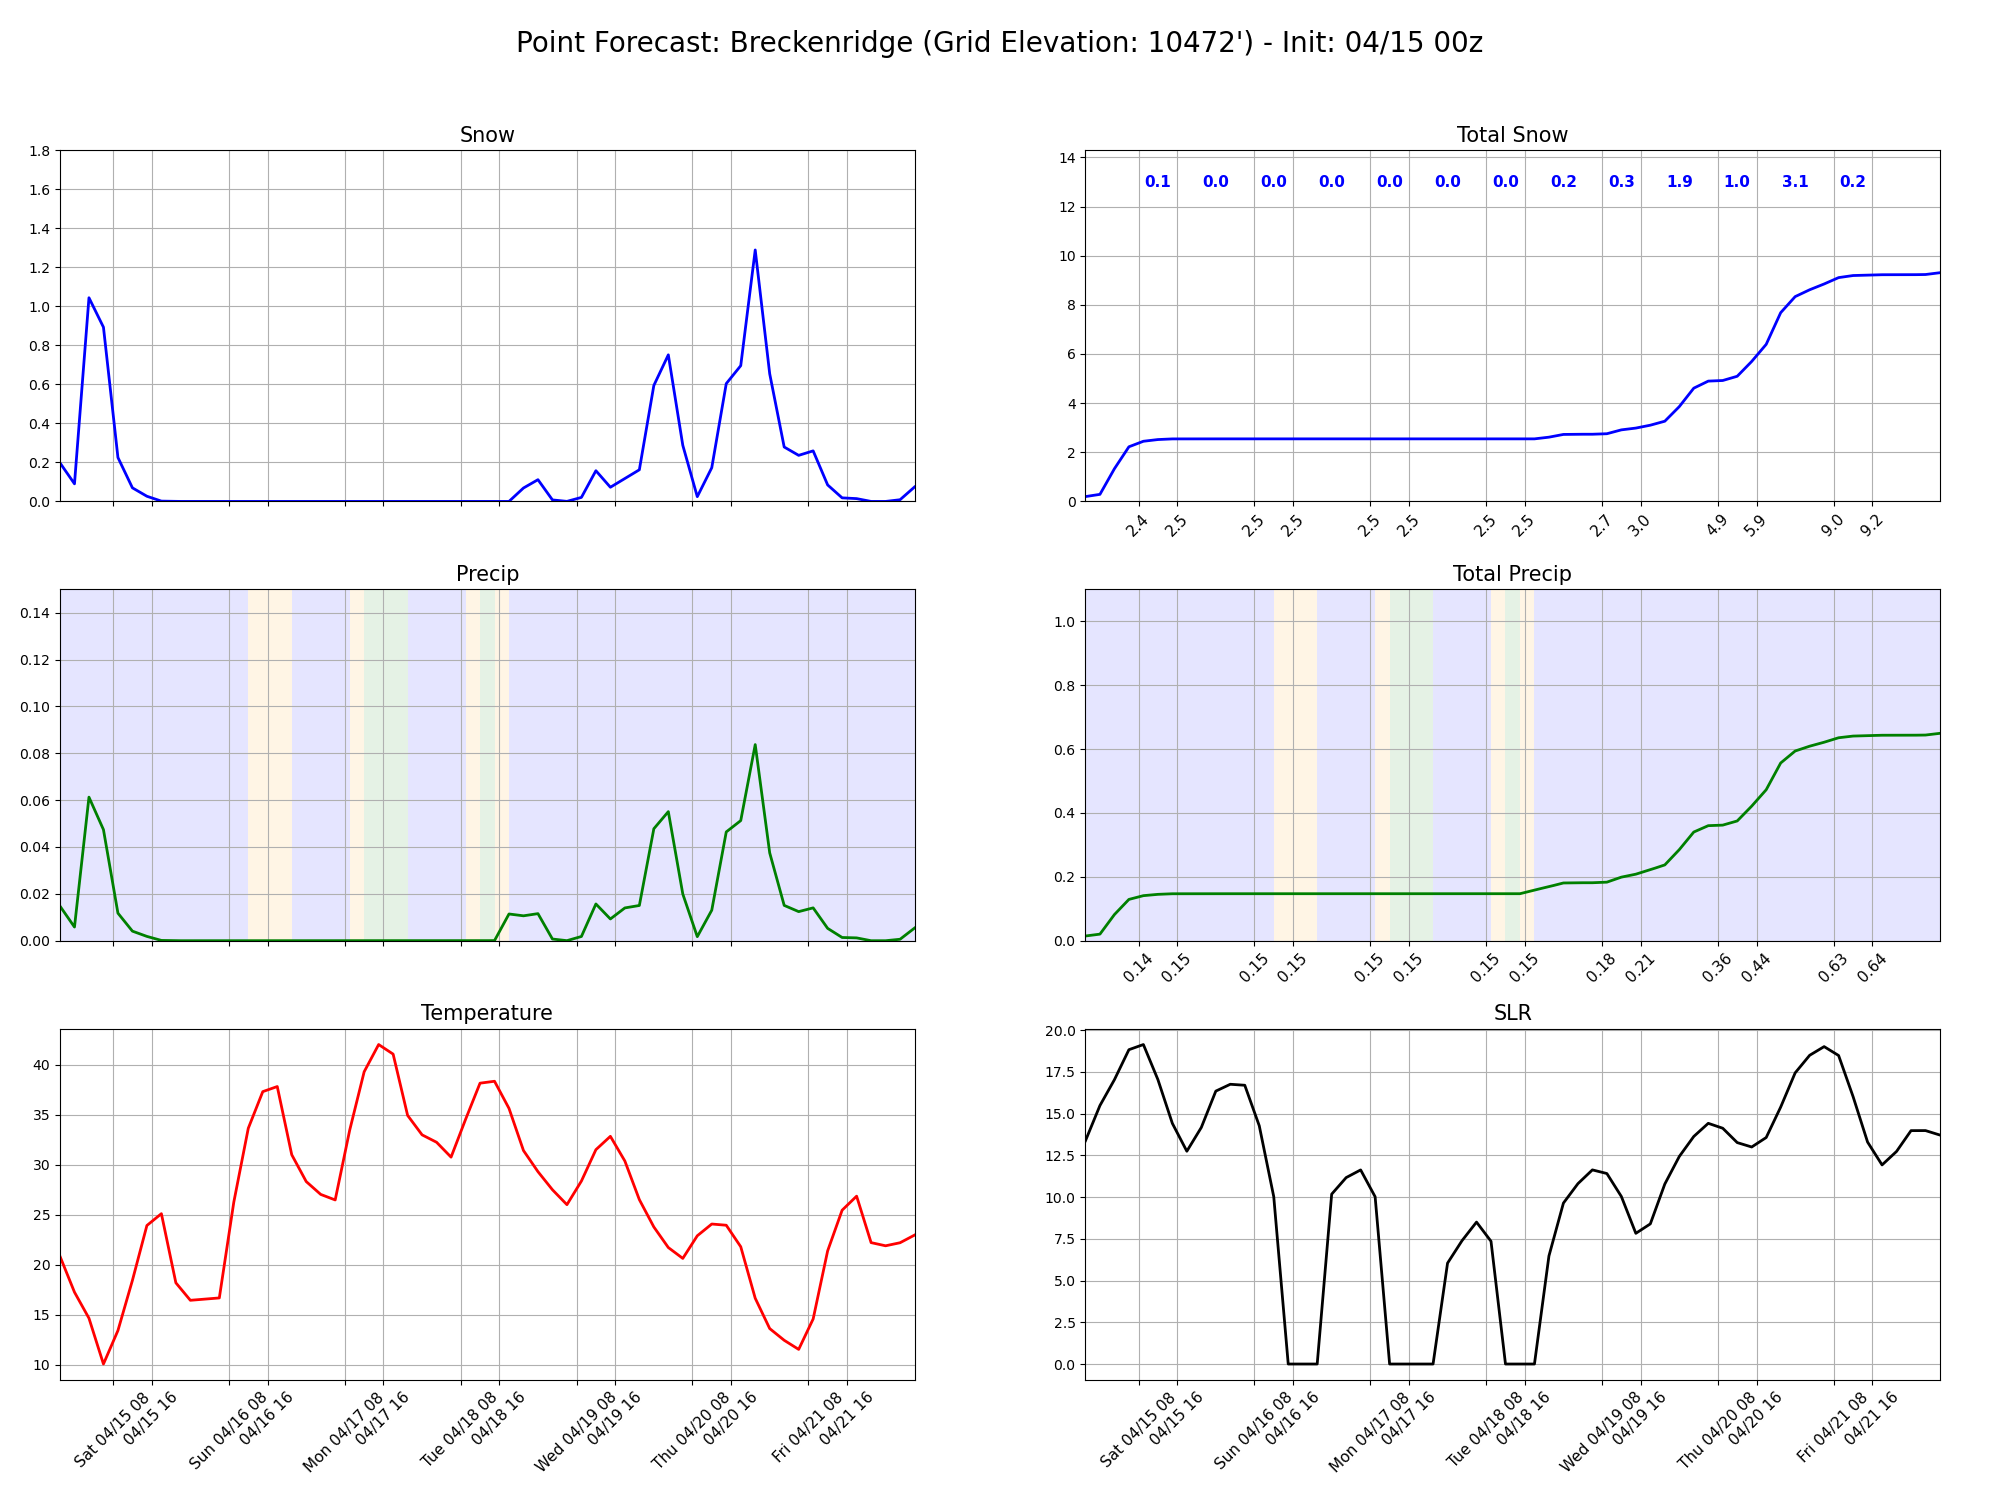 Point Forecast: Breckenridge (Grid Elevation: 10472') - Init: 04/15 00z
Snow
1.8
1.6
1.4
1.2
1.0
0.8
0.6
0.4
0.2
0.0
Total Snow
14
12
10
8
6
4
2
0
0.1 0.0 0.0 0.0 0.0 0.0 0.0 0.2 0.3 1.9 1.0 3.1 0.2
2.4 2.5 2.5 2.5 2.5 2.5 2.5 2.5 2.7 3.0 4.9 5.9 9.0 9.2
Precip
0.14
0.12
0.10
0.08
0.06
0.04
0.02
0.00
Total Precip
1.0
0.8
0.6
0.4
0.2
0.0
0.14 0.15 0.15 0.15 0.15 0.15 0.15 0.15 0.18 0.21 0.36 0.44 0.63 0.64
Temperature
40
35
30
25
20
15
10
Sat 04/15 08
04/15 16
Sun 04/16 08
04/16 16
Mon 04/17 08
04/17 16
Tue 04/18 08
04/18 16
Wed 04/19 08
04/19 16
Thu 04/20 08
04/20 16
Fri 04/21 08
04/21 16
SLR
20.0
17.5
15.0
12.5
10.0
7.5
5.0
2.5
0.0
Sat 04/15 08
04/15 16
Sun 04/16 08
04/16 16
Mon 04/17 08
04/17 16
Tue 04/18 08
04/18 16
Wed 04/19 08
04/19 16
Thu 04/20 08
04/20 16
Fri 04/21 08
04/21 16